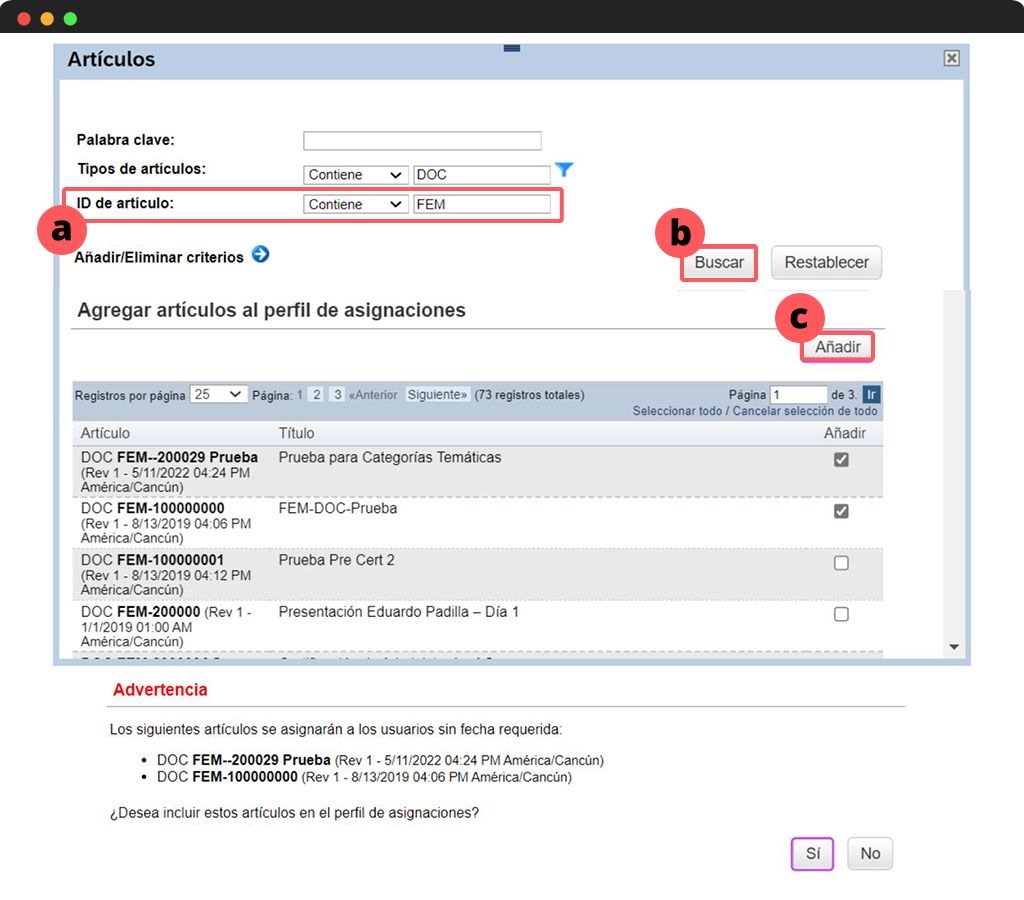 Artículos
Palabra clave:
Tipos de artículos: Contiene DOC
ID de artículo: Contiene FEM
a
Añadir/Eliminar criterios
b
Buscar Restablecer
Agregar artículos al perfil de asignaciones
c
Añadir
Registros por página 25 Página: 1 2 3 «Anterior Siguiente» (73 registros totales) Página 1 de 3. Ir
Seleccionar todo / Cancelar selección de todo
Artículo Título Añadir
DOC FEM--200029 Prueba Prueba para Categorías Temáticas
(Rev 1 - 5/11/2022 04:24 PM
América/Cancún)
DOC FEM-100000000 FEM-DOC-Prueba
(Rev 1 - 8/13/2019 04:06 PM
América/Cancún)
DOC FEM-100000001 Prueba Pre Cert 2
(Rev 1 - 8/13/2019 04:12 PM
América/Cancún)
DOC FEM-200000 (Rev 1 - Presentación Eduardo Padilla – Día 1
1/1/2019 01:00 AM
América/Cancún)
Advertencia
Los siguientes artículos se asignarán a los usuarios sin fecha requerida:
• DOC FEM--200029 Prueba (Rev 1 - 5/11/2022 04:24 PM América/Cancún)
• DOC FEM-100000000 (Rev 1 - 8/13/2019 04:06 PM América/Cancún)
¿Desea incluir estos artículos en el perfil de asignaciones?
Sí No